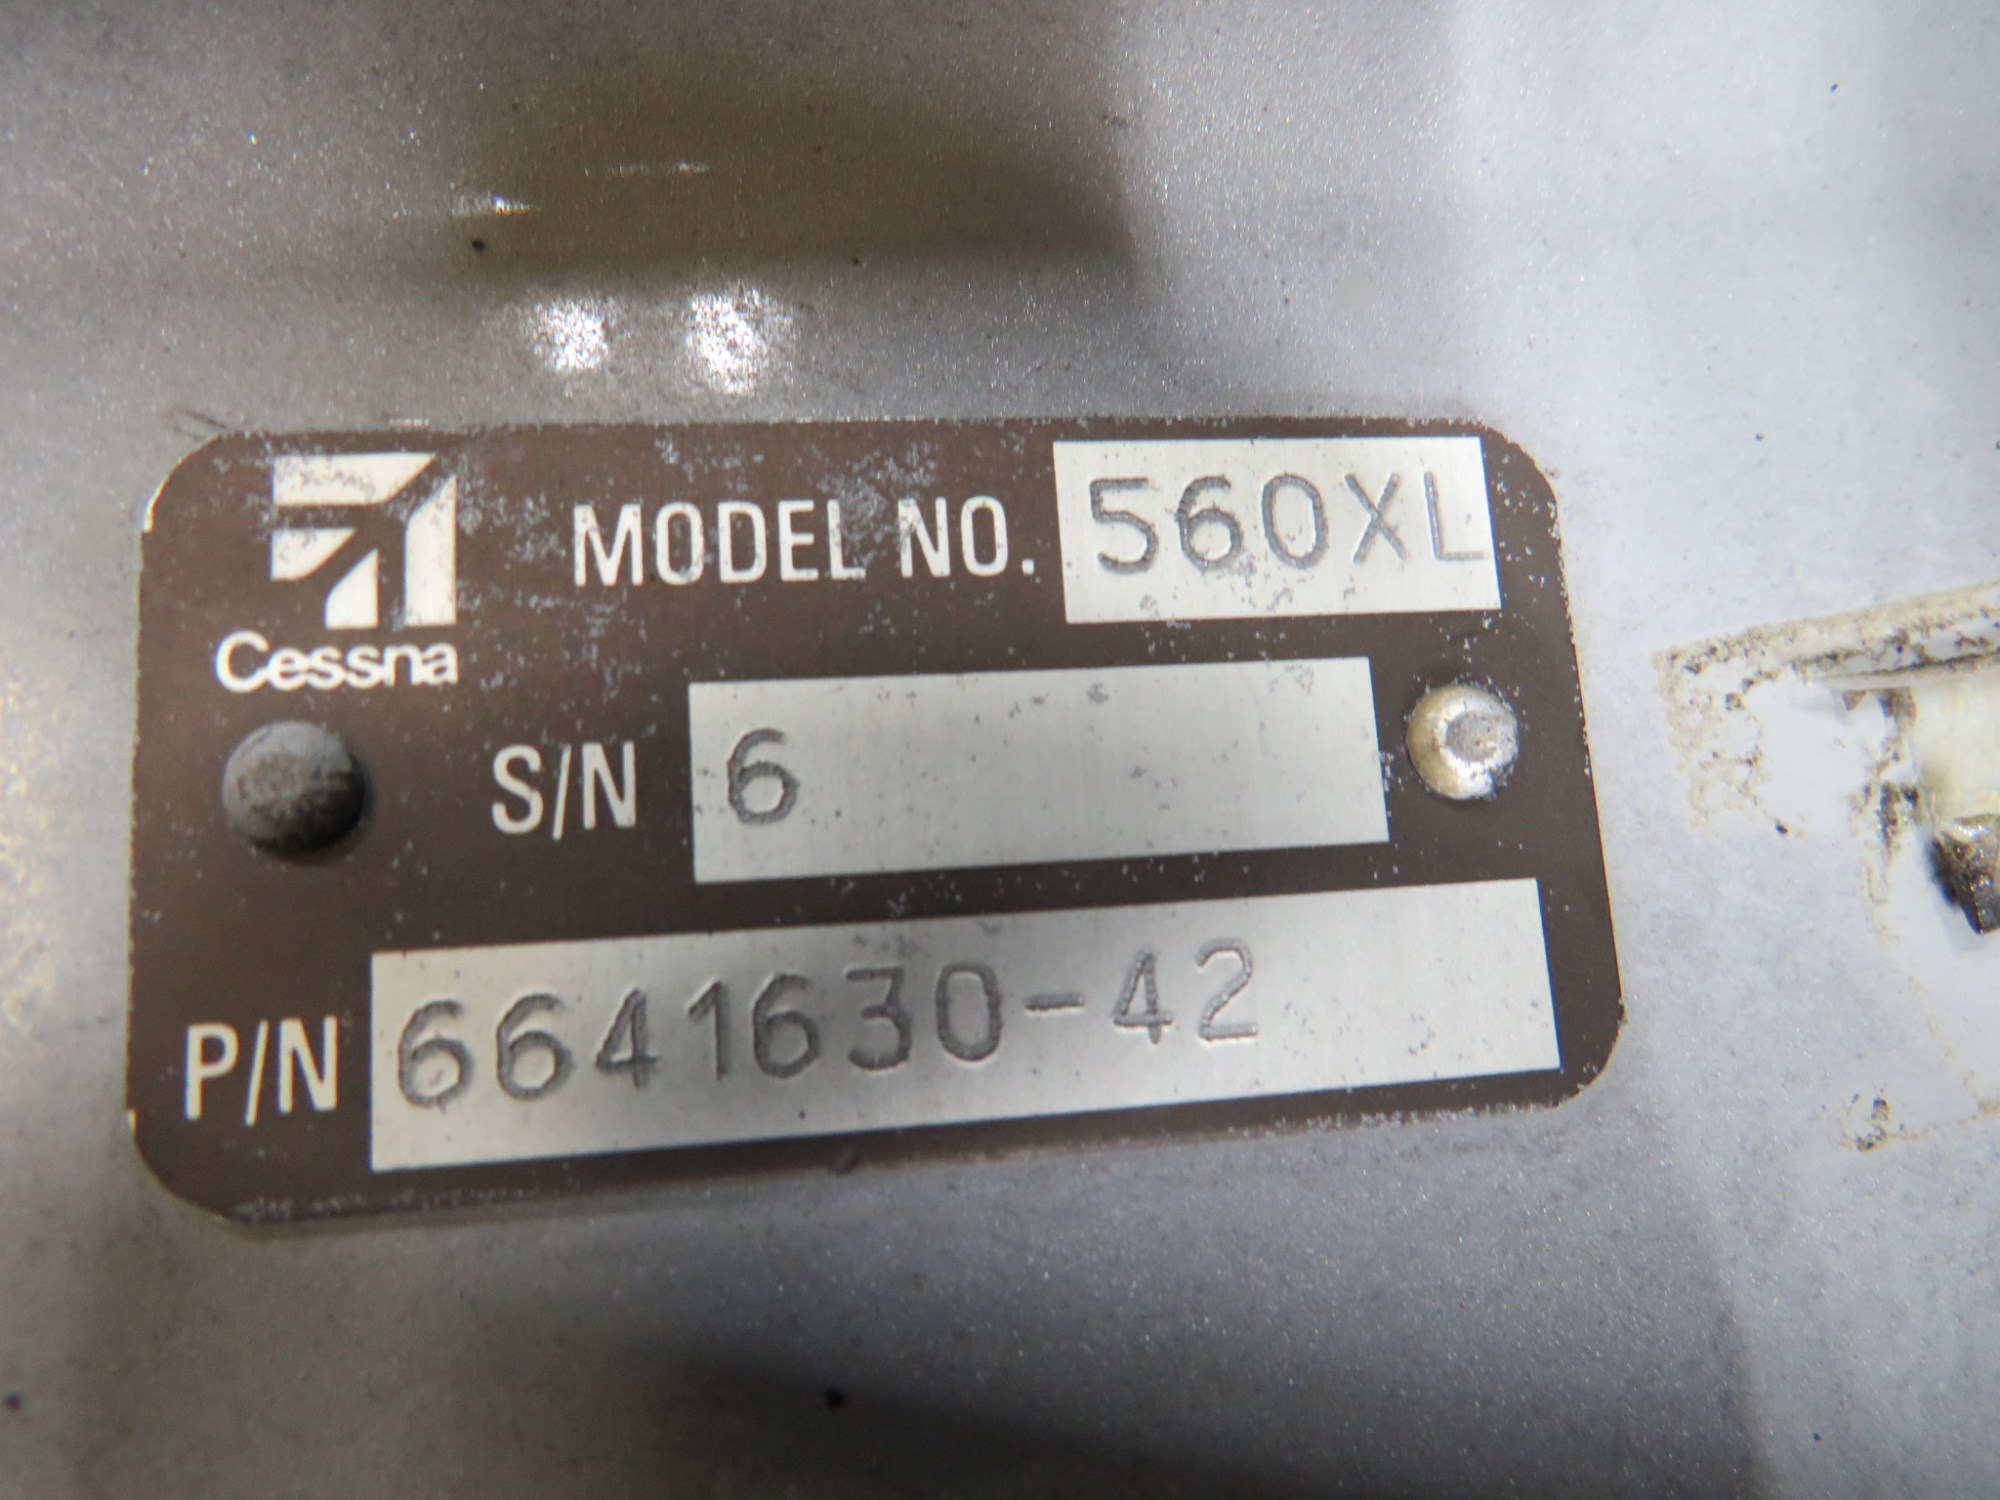 Cessna
MODEL NO. 560XL
S/N 6
P/N 6641630-42